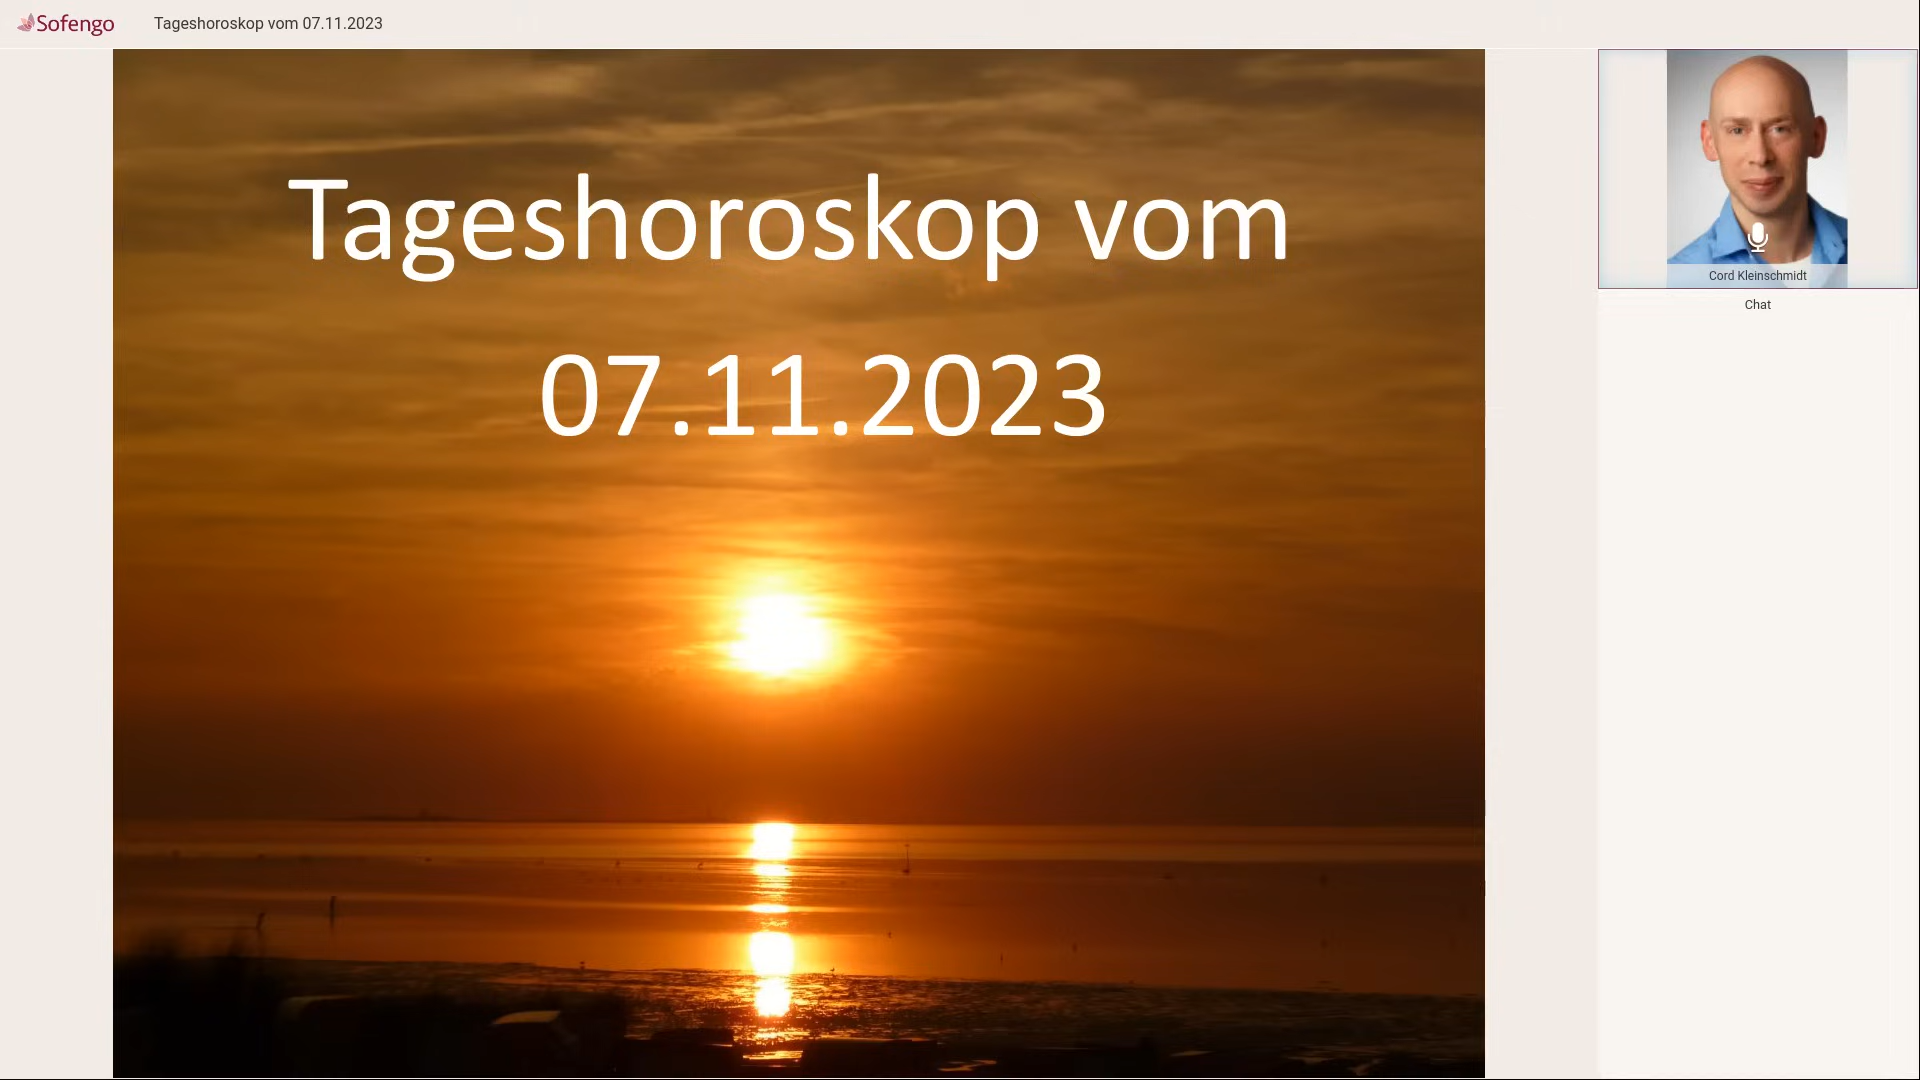 Sofengo
Tageshoroskop vom 07.11.2023
Tageshoroskop vom
07.11.2023
Cord Kleinschmidt
Chat